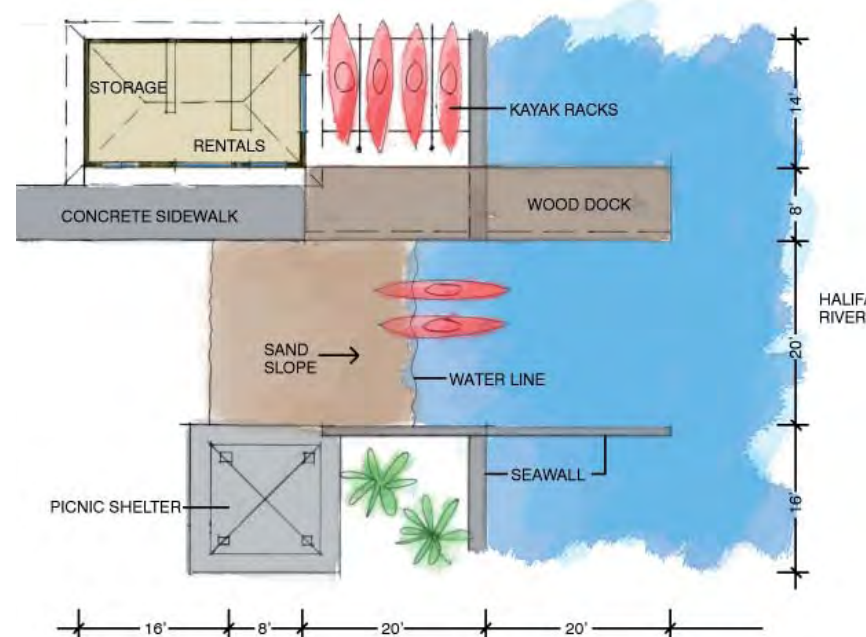 STORAGE
RENTALS
KAYAK RACKS
14'
CONCRETE SIDEWALK
WOOD DOCK
8'
HALIFA
RIVER
SAND
SLOPE
WATER LINE
20'
PICNIC SHELTER
SEAWALL
16'
16'
8'
20'
20'